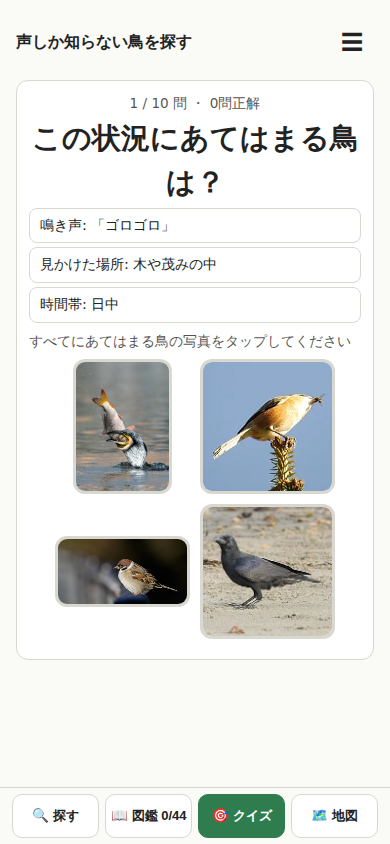 声しか知らない鳥を探す
☰
1 / 10 問 ・ 0問正解
この状況にあてはまる鳥
は？
鳴き声: 「ゴロゴロ」
見かけた場所: 木や茂みの中
時間帯: 日中
すべてにあてはまる鳥の写真をタップしてください
🔍 探す
📖 図鑑 0/44
🎯 クイズ
🗺️ 地図